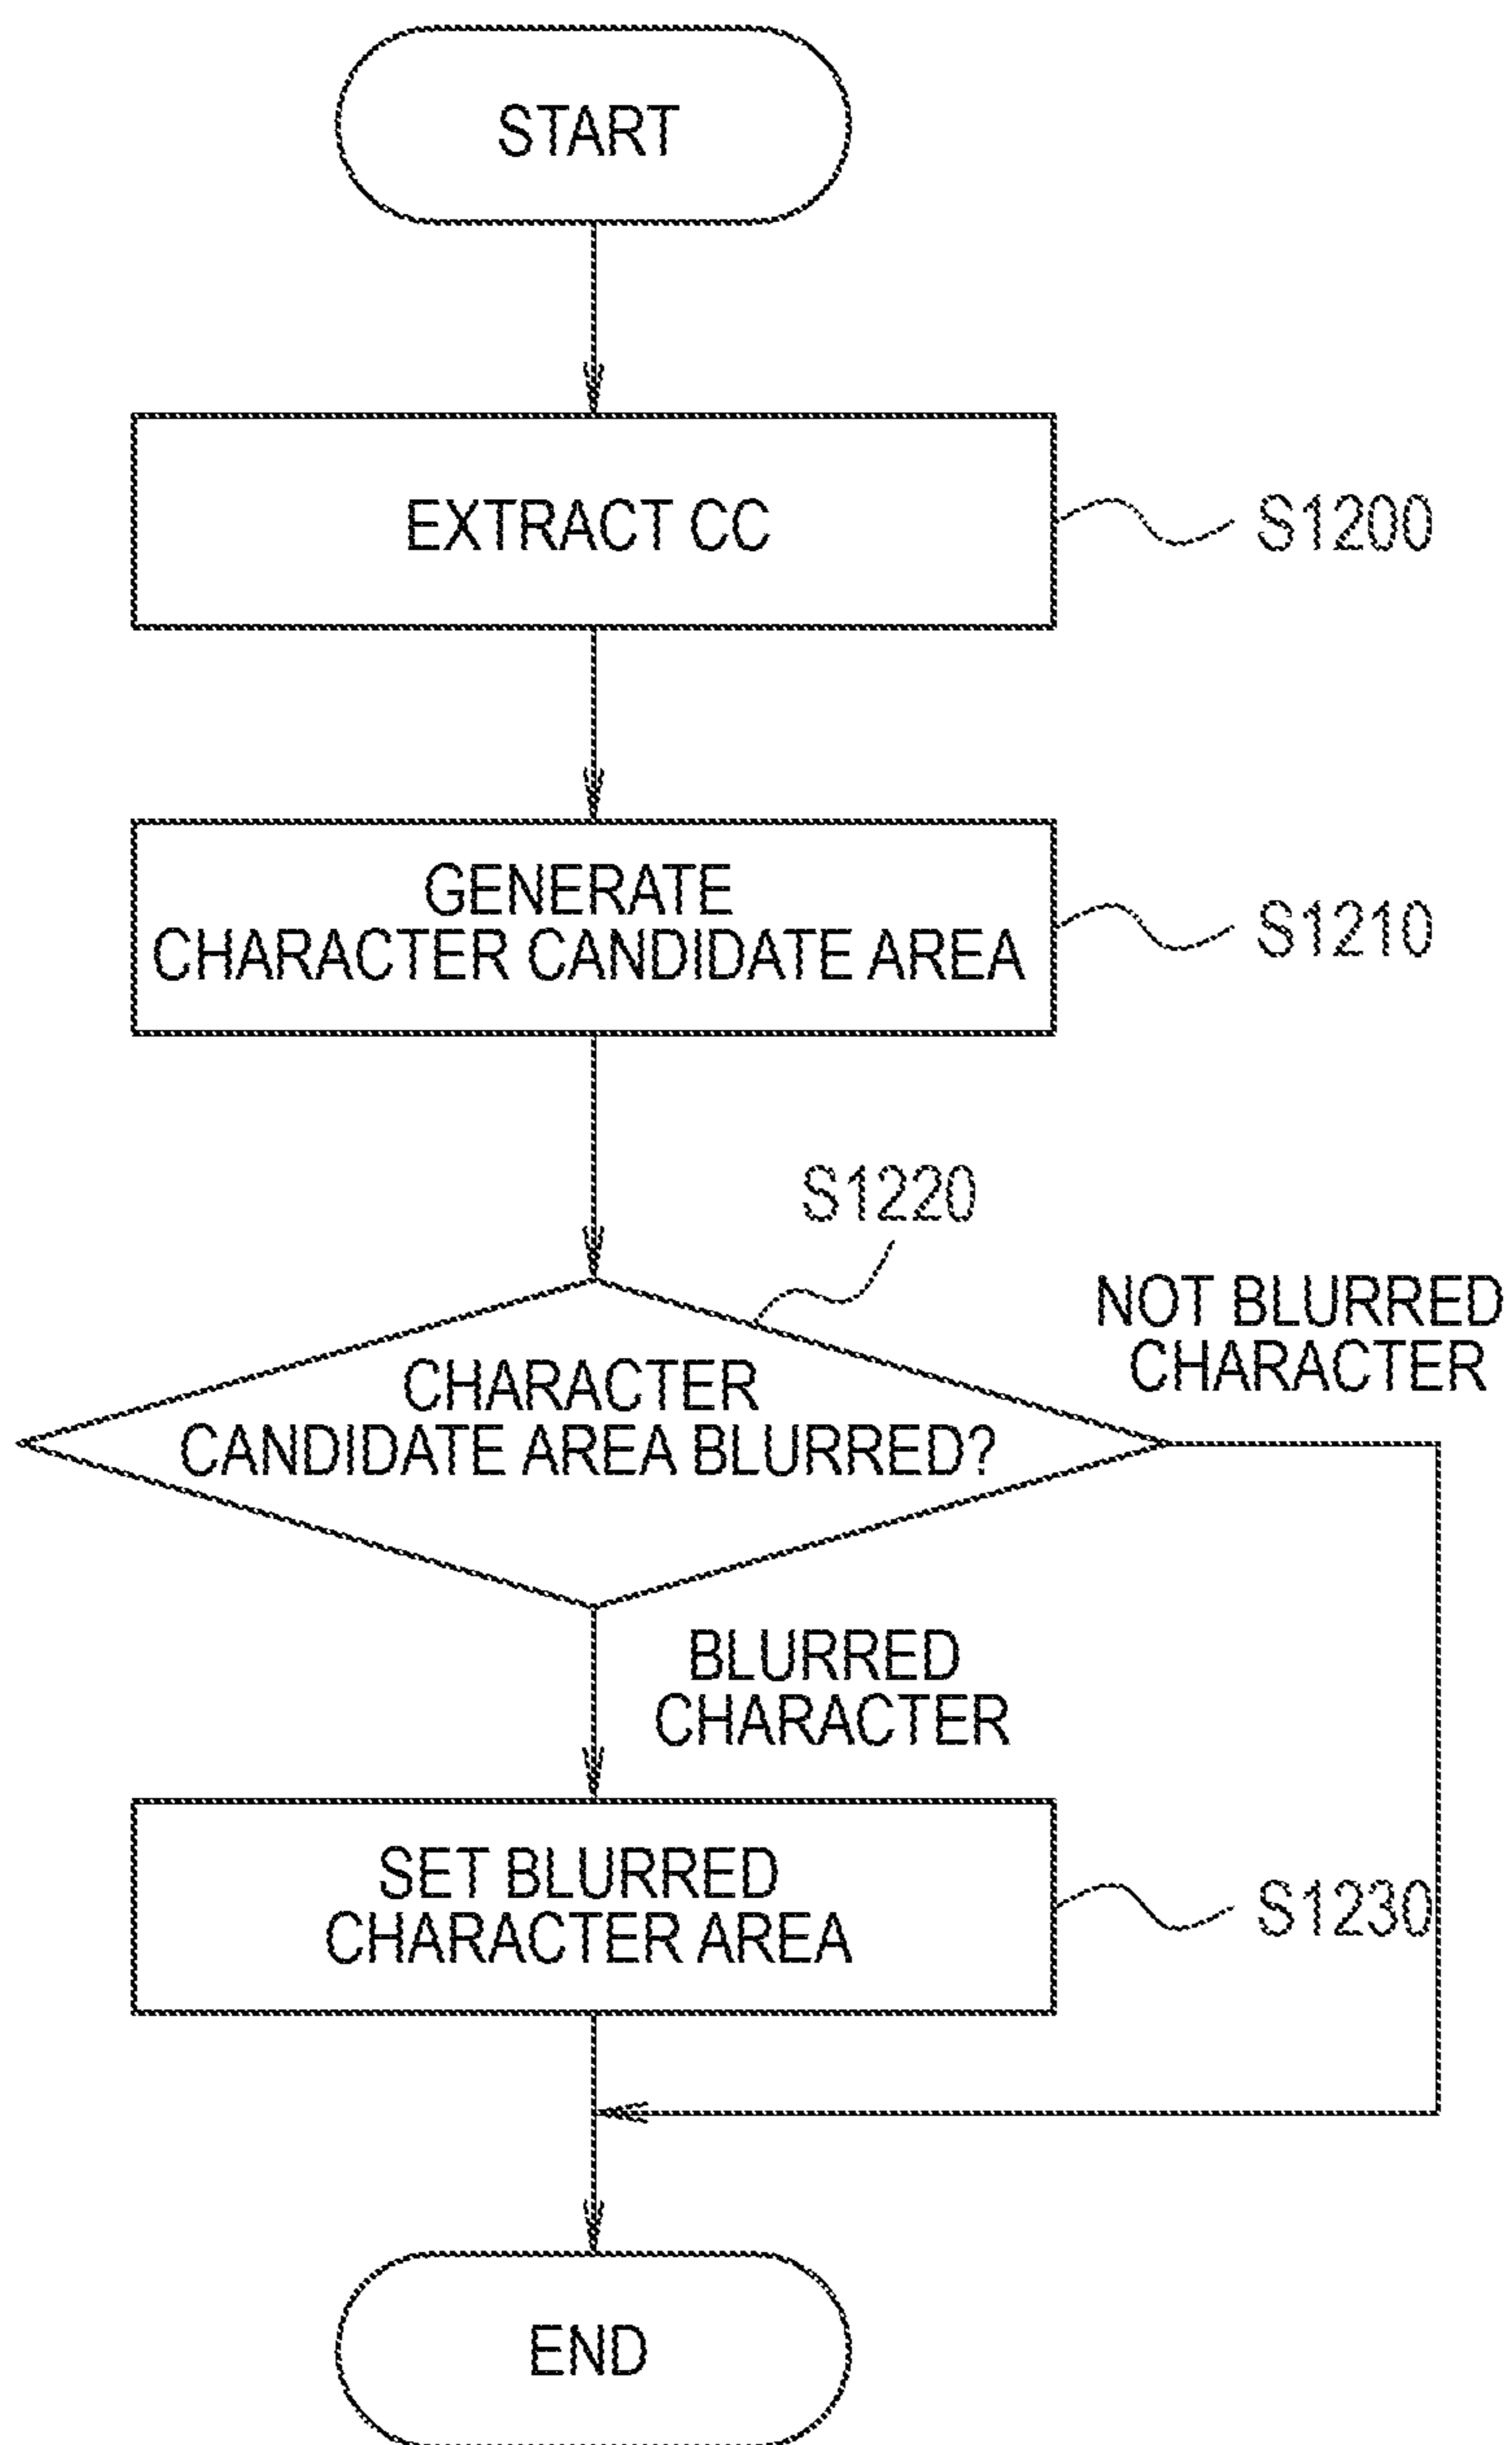 START
EXTRACT CC
S1200
GENERATE
CHARACTER CANDIDATE AREA
S1210
S1220
CHARACTER
CANDIDATE AREA BLURRED?
NOT BLURRED
CHARACTER
BLURRED
CHARACTER
SET BLURRED
CHARACTER AREA
S1230
END